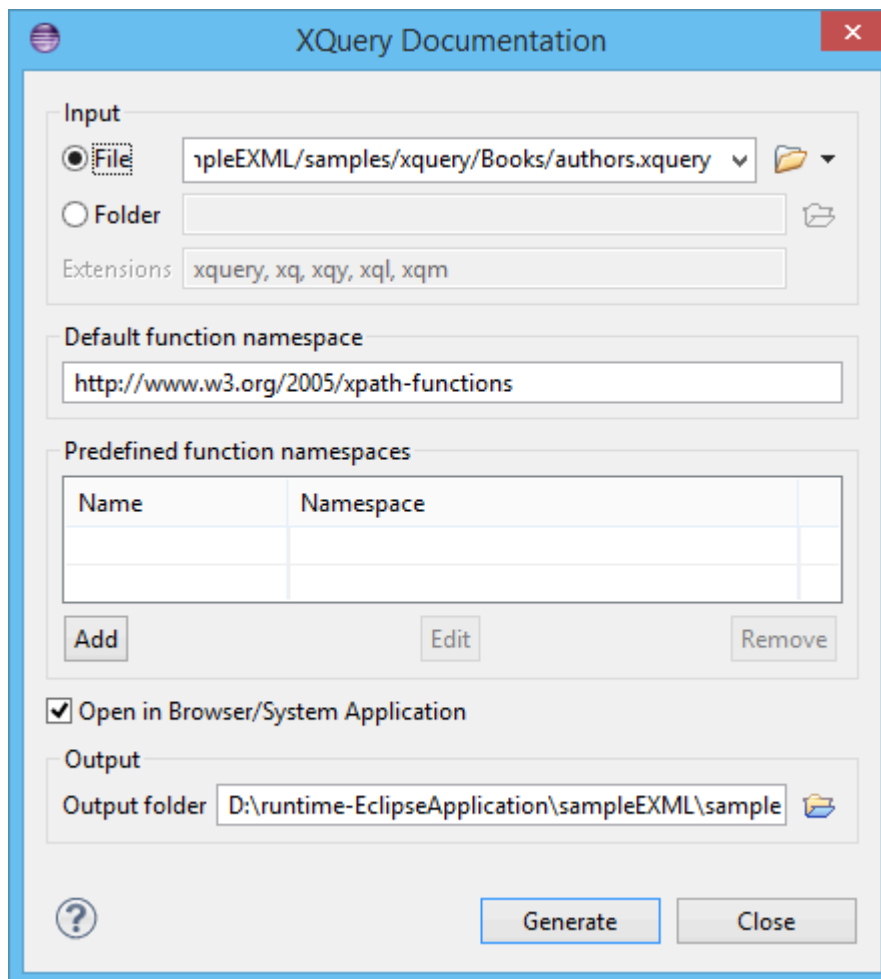 XQuery Documentation
Input
File
npleEXML/samples/xquery/Books/authors.xquery
Folder
Extensions xquery, xq, xqy, xql, xqm
Default function namespace
http://www.w3.org/2005/xpath-functions
Predefined function namespaces
Name Namespace
Add Edit Remove
Open in Browser/System Application
Output
Output folder D:\runtime-EclipseApplication\sampleEXML\sample
Generate Close